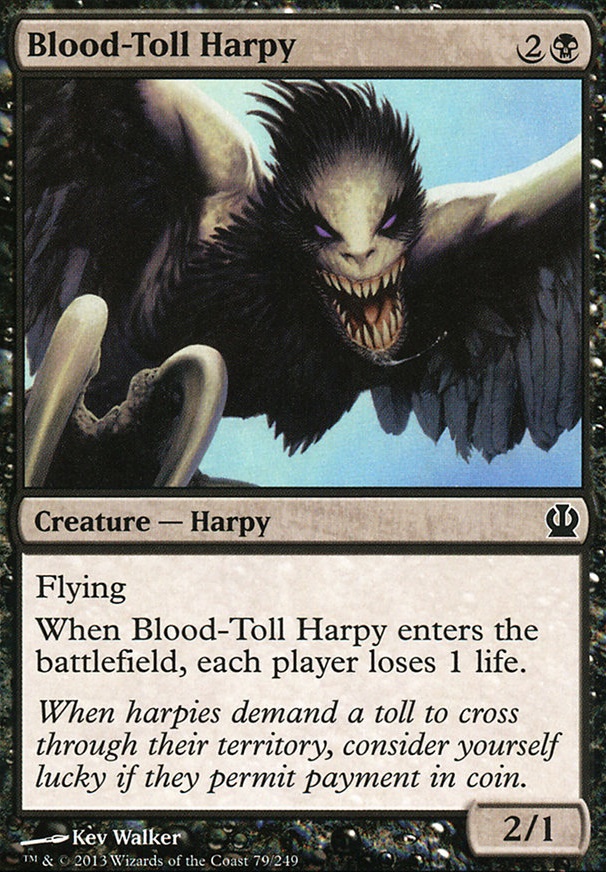 Blood-Toll Harpy 2
Creature — Harpy
Flying
When Blood-Toll Harpy enters the
battlefield, each player loses 1 life.
When harpies demand a toll to cross
through their territory, consider yourself
lucky if they permit payment in coin.
2/1
Kev Walker
™ & © 2013 Wizards of the Coast 79/249